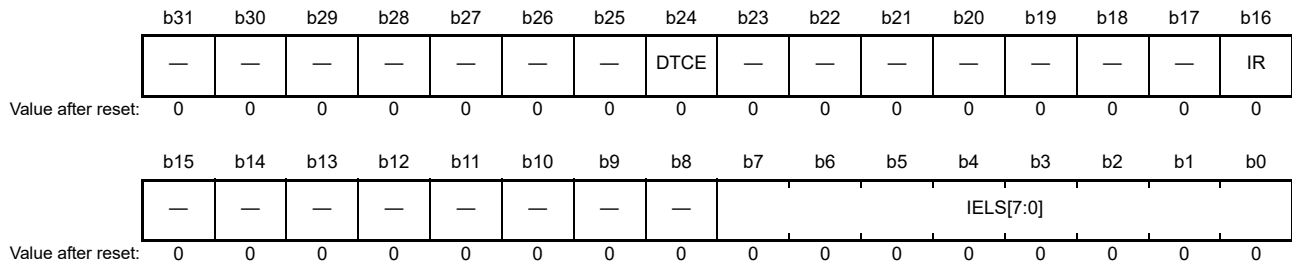 b31 b30 b29 b28 b27 b26 b25 b24 b23 b22 b21 b20 b19 b18 b17 b16
— — — — — — — DTCE — — — — — — — IR
Value after reset: 0 0 0 0 0 0 0 0 0 0 0 0 0 0 0 0
b15 b14 b13 b12 b11 b10 b9 b8 b7 b6 b5 b4 b3 b2 b1 b0
— — — — — — — — IELS[7:0]
Value after reset: 0 0 0 0 0 0 0 0 0 0 0 0 0 0 0 0